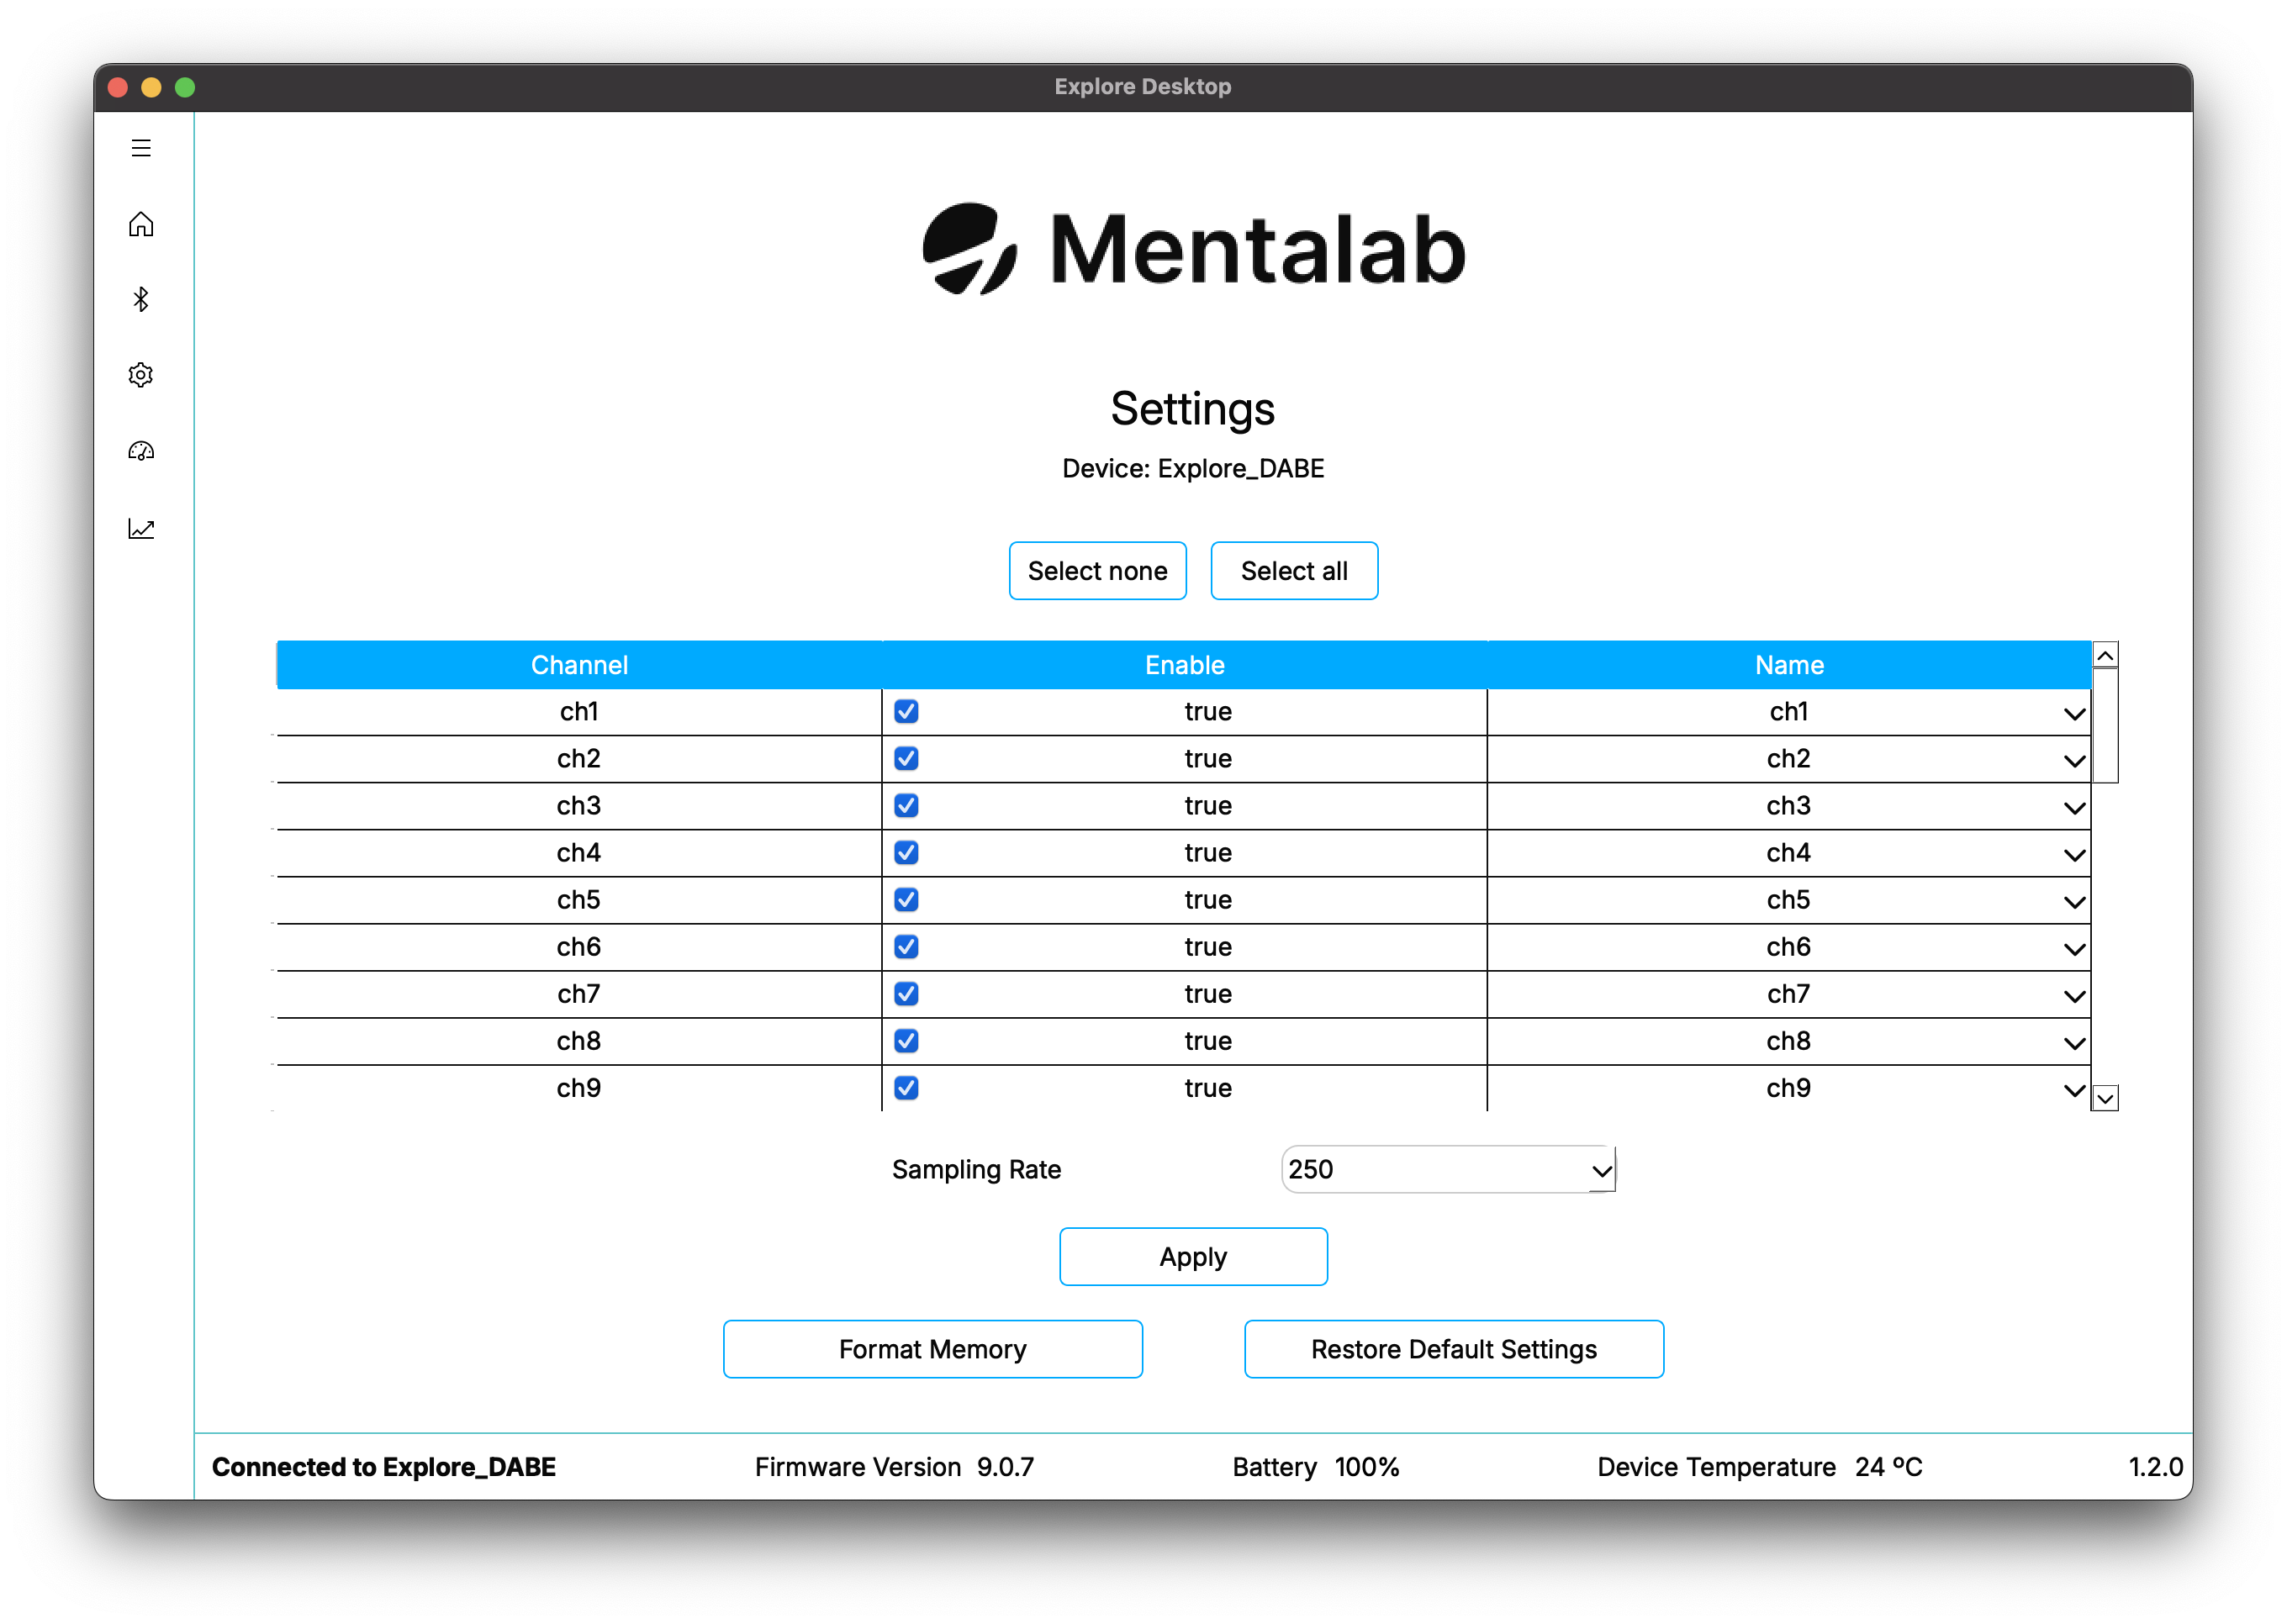 Explore Desktop
Mentalab
Settings
Device: Explore_DABE
Select none Select all
Channel Enable Name
ch1 true ch1
ch2 true ch2
ch3 true ch3
ch4 true ch4
ch5 true ch5
ch6 true ch6
ch7 true ch7
ch8 true ch8
ch9 true ch9
Sampling Rate 250
Apply
Format Memory Restore Default Settings
Connected to Explore_DABE Firmware Version 9.0.7 Battery 100% Device Temperature 24 ºC 1.2.0